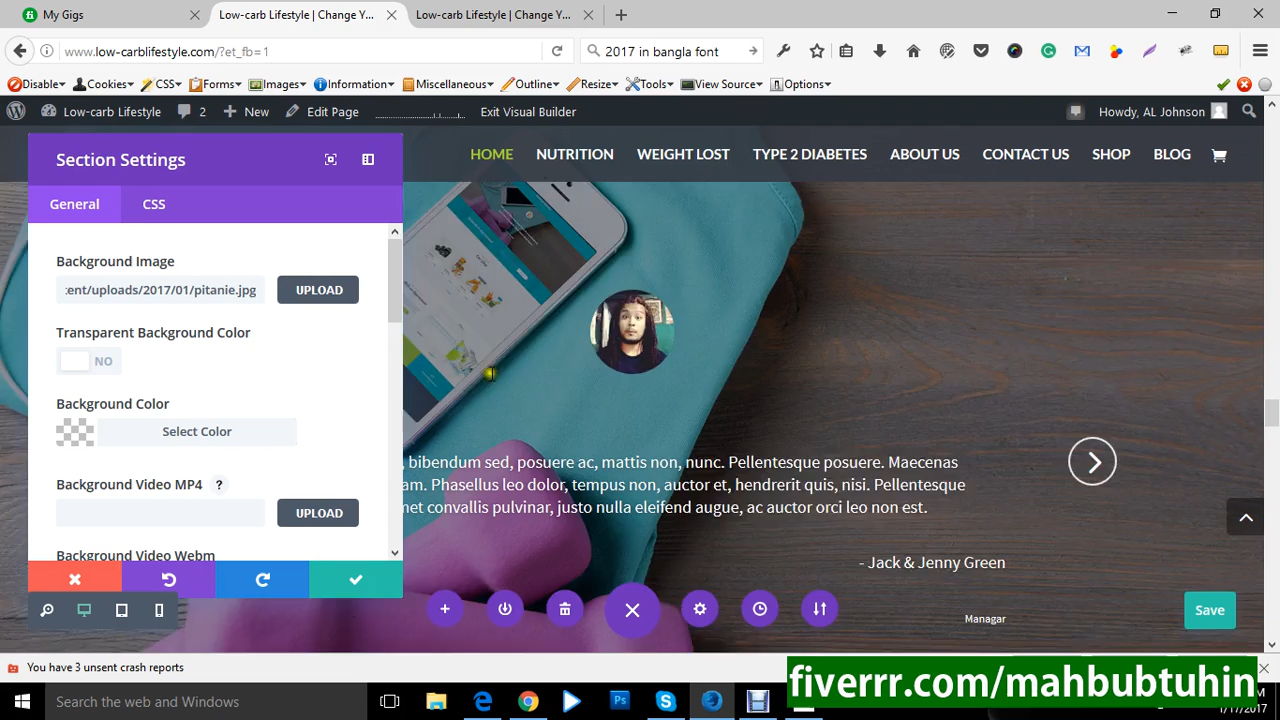 My Gigs
Low-carb Lifestyle | Change Y...
Low-carb Lifestyle | Change Y...
www.low-carblifestyle.com/?et_fb=1
2017 in bangla font
Disable
Cookies
CSS
Forms
Images
Information
Miscellaneous
Outline
Resize
Tools
View Source
Options
Low-carb Lifestyle
2
New
Edit Page
Exit Visual Builder
Howdy, AL Johnson
HOME
NUTRITION
WEIGHT LOST
TYPE 2 DIABETES
ABOUT US
CONTACT US
SHOP
BLOG
Section Settings
General
CSS
Background Image
ent/uploads/2017/01/pitanie.jpg
UPLOAD
Transparent Background Color
NO
Background Color
Select Color
Background Video MP4
?
UPLOAD
Background Video Webm
, bibendum sed, posuere ac, mattis non, nunc. Pellentesque posuere. Maecenas
am. Phasellus leo dolor, tempus non, auctor et, hendrerit quis, nisi. Pellentesque
met convallis pulvinar, justo nulla eleifend augue, ac auctor orci leo non est.
- Jack & Jenny Green
Managar
Save
You have 3 unsent crash reports
Search the web and Windows
fiverrr.com/mahbubtuhin
1/17/2017